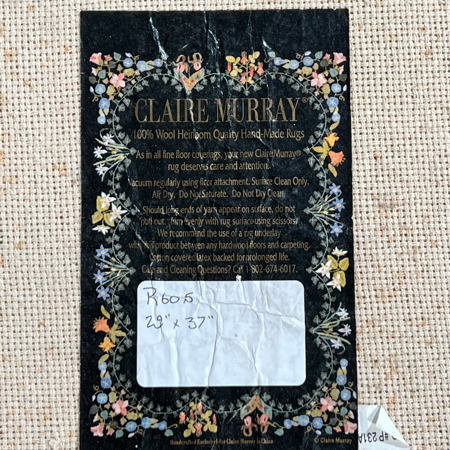 CLAIRE MURRAY®
100% Wool Heirloom Quality Hand-Made Rugs
As in all fine floor coverings, your new Claire Murray®
rug deserves care and attention.
Vacuum regularly using floor attachment. Surface Clean Only.
Air Dry. Do Not Saturate. Do Not Dry Clean.
Should long ends of yarn appear on surface, do not
pull out. Trim evenly with rug surface using scissors.
We recommend the use of a rug underlay
with this product between any hardwood floors and carpeting.
Cotton covered latex backed for prolonged life.
Care and Cleaning Questions? Call 1-802-674-6017.
R605
29" x 37"
Handcrafted Exclusively for Claire Murray in China
© Claire Murray
#P231A